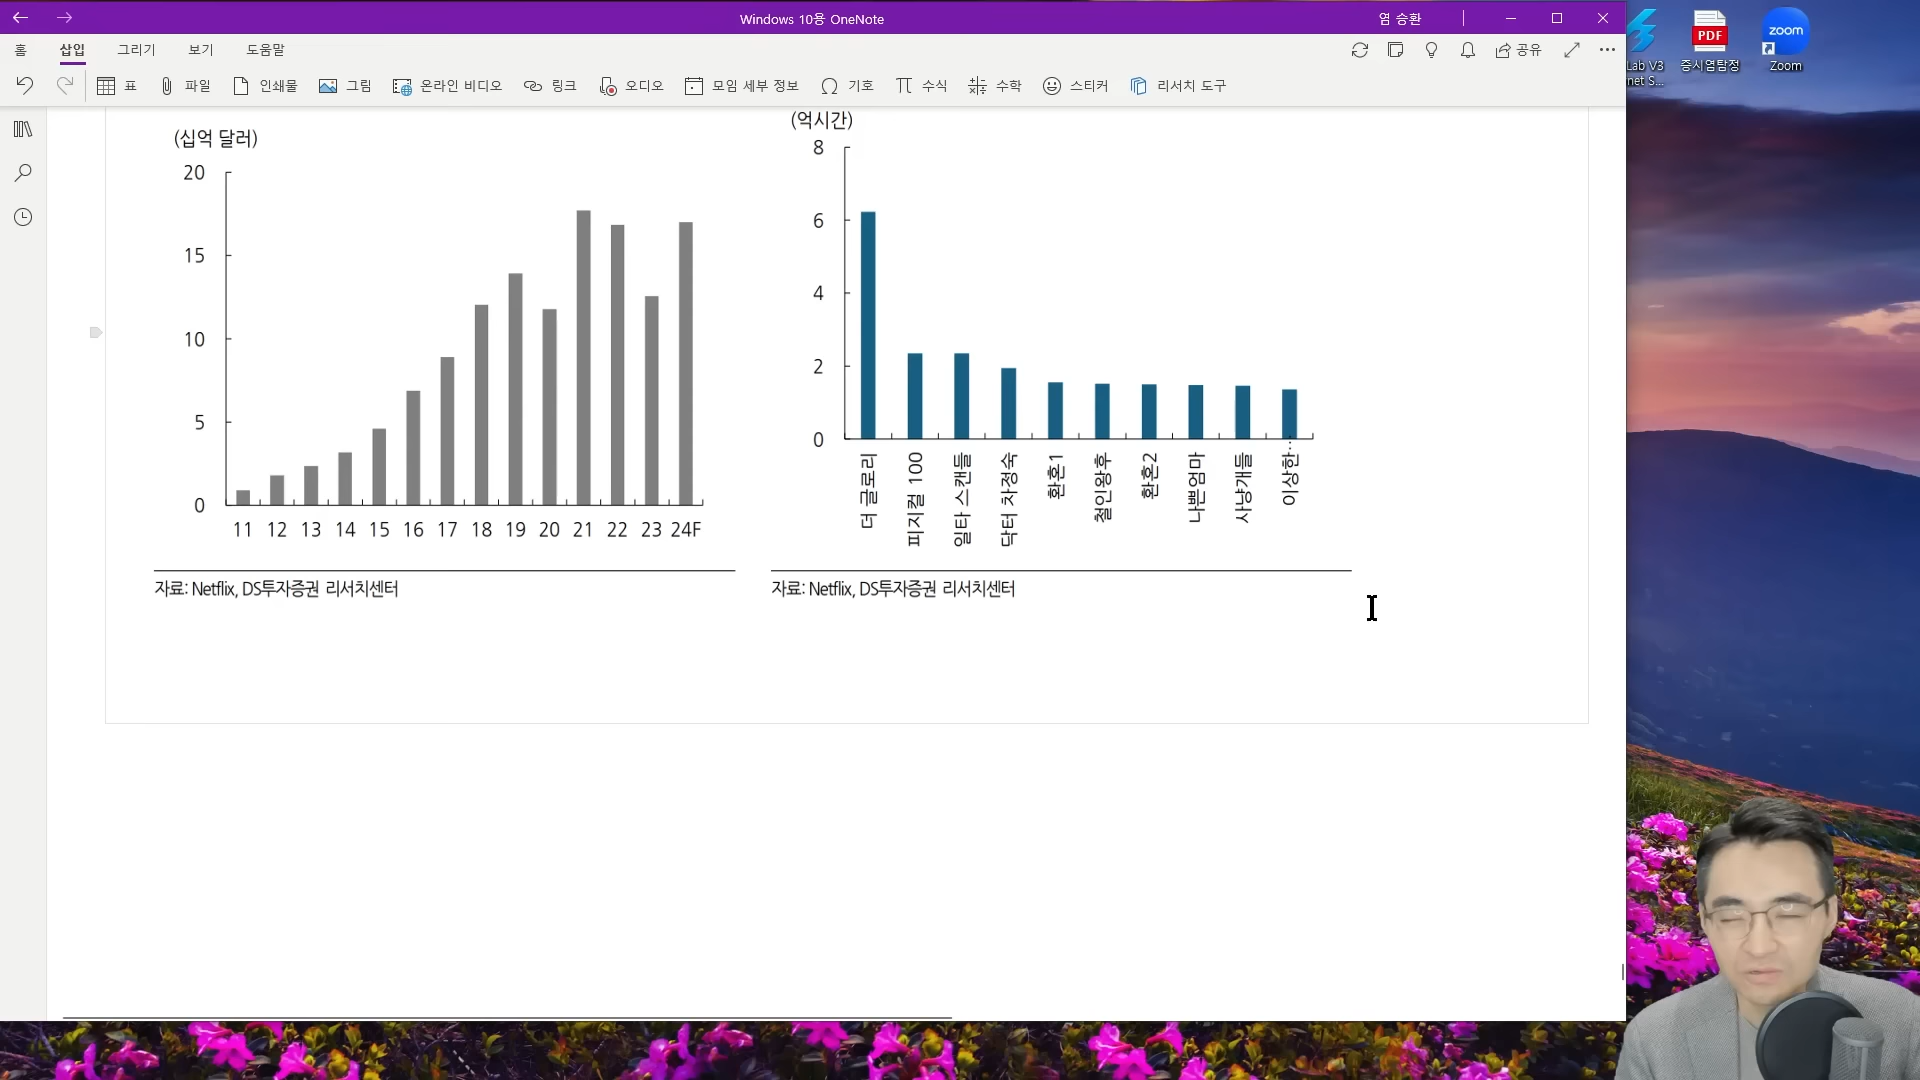 Windows 10용 OneNote
염 승환
홈 삽입 그리기 보기 도움말
공유
표 파일 인쇄물 그림 온라인 비디오 링크 오디오 모임 세부 정보 기호 수식 수학 스티커 리서치 도구
Lab V3
net S...
PDF
증시염탐정
zoom
Zoom
(십억 달러)
20
15
10
5
0
11 12 13 14 15 16 17 18 19 20 21 22 23 24F
자료: Netflix, DS투자증권 리서치센터
(억시간)
8
6
4
2
0
더 글로리
피지컬 100
일타 스캔들
닥터 차정숙
환혼1
철인왕후
환혼2
나쁜엄마
사냥개들
이상한…
자료: Netflix, DS투자증권 리서치센터